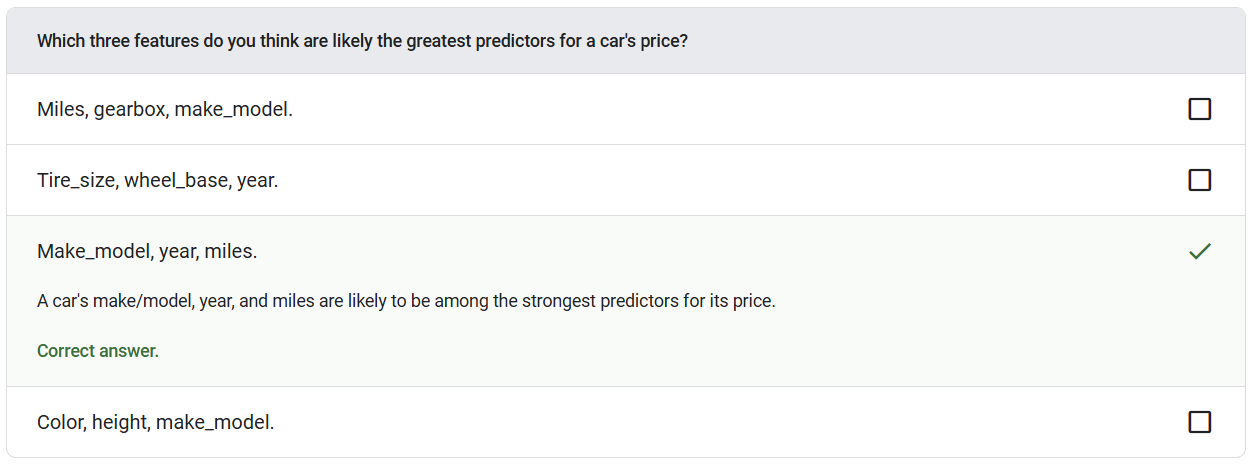 Which three features do you think are likely the greatest predictors for a car's price?
Miles, gearbox, make_model.
Tire_size, wheel_base, year.
Make_model, year, miles.
A car's make/model, year, and miles are likely to be among the strongest predictors for its price.
Correct answer.
Color, height, make_model.